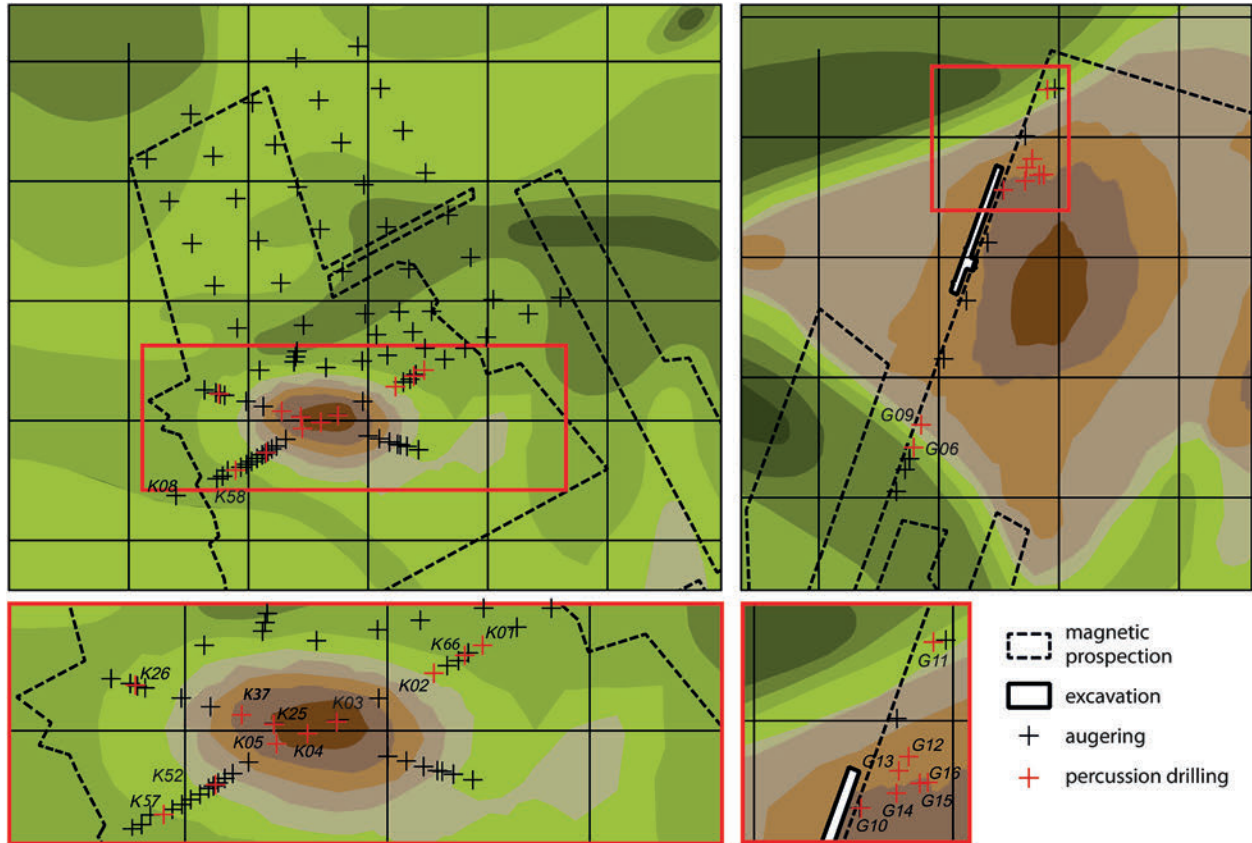 G09
G06
K08
K58
K26
K37
K25
K03
K05
K04
K02
K66
K01
K52
K57
G11
G12
G13
G16
G15
G14
G10
magnetic
prospection
excavation
augering
percussion drilling